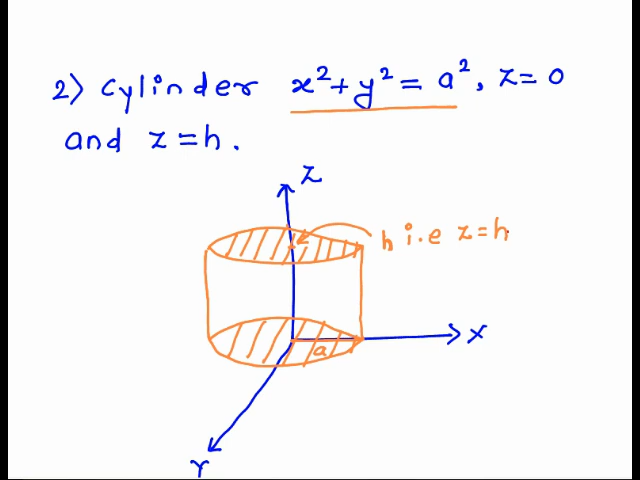 2) Cylinder x²+y²=a², z=0
and z=h.
Z
h i.e z=h
a
X
Y